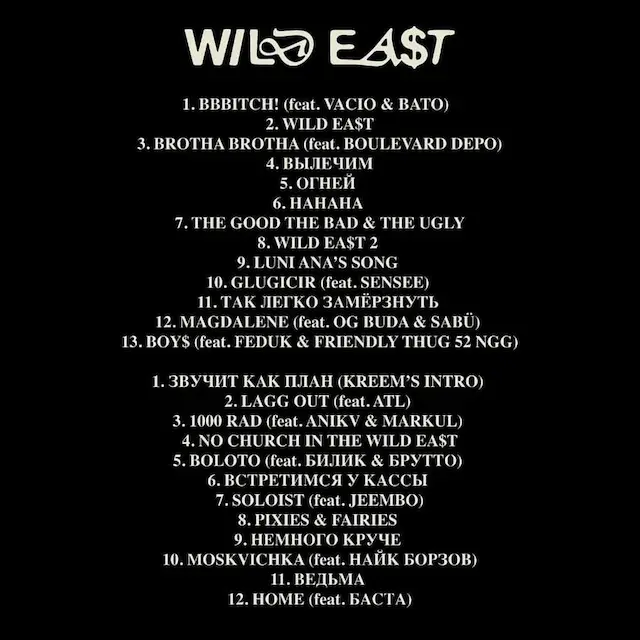 WILD EA$T
1. BBBITCH! (feat. VACIO & BATO)
2. WILD EA$T
3. BROTHA BROTHA (feat. BOULEVARD DEPO)
4. ВЫЛЕЧИМ
5. ОГНЕЙ
6. НАНАНА
7. THE GOOD THE BAD & THE UGLY
8. WILD EA$T 2
9. LUNI ANA'S SONG
10. GLUGICIR (feat. SENSEE)
11. ТАК ЛЕГКО ЗАМЁРЗНУТЬ
12. MAGDALENE (feat. OG BUDA & SABÜ)
13. BOY$ (feat. FEDUK & FRIENDLY THUG 52 NGG)
1. ЗВУЧИТ КАК ПЛАН (KREEM'S INTRO)
2. LAGG OUT (feat. ATL)
3. 1000 RAD (feat. ANIKV & MARKUL)
4. NO CHURCH IN THE WILD EA$T
5. BOLOTO (feat. БИЛИК & БРУТТО)
6. ВСТРЕТИМСЯ У КАССЫ
7. SOLOIST (feat. JEEMBO)
8. PIXIES & FAIRIES
9. НЕМНОГО КРУЧЕ
10. MOSKVICHKA (feat. НАЙК БОРЗОВ)
11. ВЕДЬМА
12. HOME (feat. БАСТА)